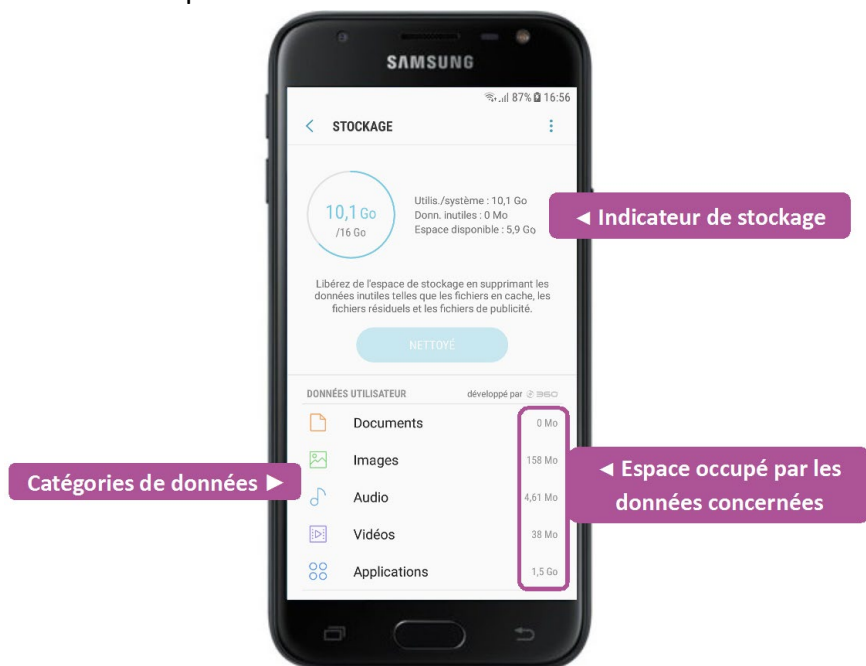 SAMSUNG
87% 16:56
STOCKAGE
10,1 Go
/16 Go
Utilis./système : 10,1 Go
Donn. inutiles : 0 Mo
Espace disponible : 5,9 Go
◄ Indicateur de stockage
Libérez de l'espace de stockage en supprimant les
données inutiles telles que les fichiers en cache, les
fichiers résiduels et les fichiers de publicité.
NETTOYÉ
DONNÉES UTILISATEUR
développé par 360
Documents 0 Mo
Images 158 Mo
Catégories de données ►
Audio 4,61 Mo
Vidéos 38 Mo
Applications 1,5 Go
◄ Espace occupé par les
données concernées